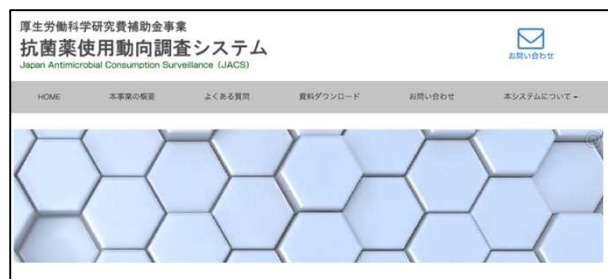 厚生労働科学研究費補助金事業
抗菌薬使用動向調査システム
Japan Antimicrobial Consumption Surveillance (JACS)
お問い合わせ
HOME 本事業の概要 よくある質問 資料ダウンロード お問い合わせ 本システムについて